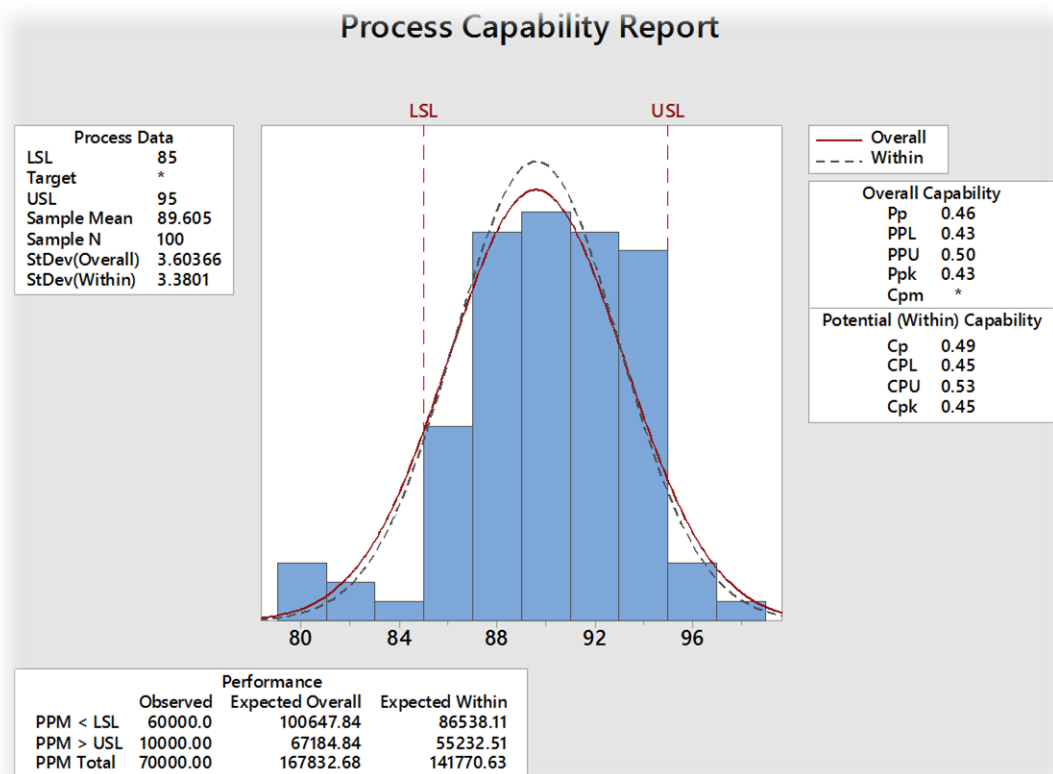 Process Capability Report
LSL USL
Process Data
LSL 85
Target *
USL 95
Sample Mean 89.605
Sample N 100
StDev(Overall) 3.60366
StDev(Within) 3.3801
Overall
Within
Overall Capability
Pp 0.46
PPL 0.43
PPU 0.50
Ppk 0.43
Cpm *
Potential (Within) Capability
Cp 0.49
CPL 0.45
CPU 0.53
Cpk 0.45
80 84 88 92 96
Performance
Observed Expected Overall Expected Within
PPM < LSL 60000.0 100647.84 86538.11
PPM > USL 10000.00 67184.84 55232.51
PPM Total 70000.00 167832.68 141770.63